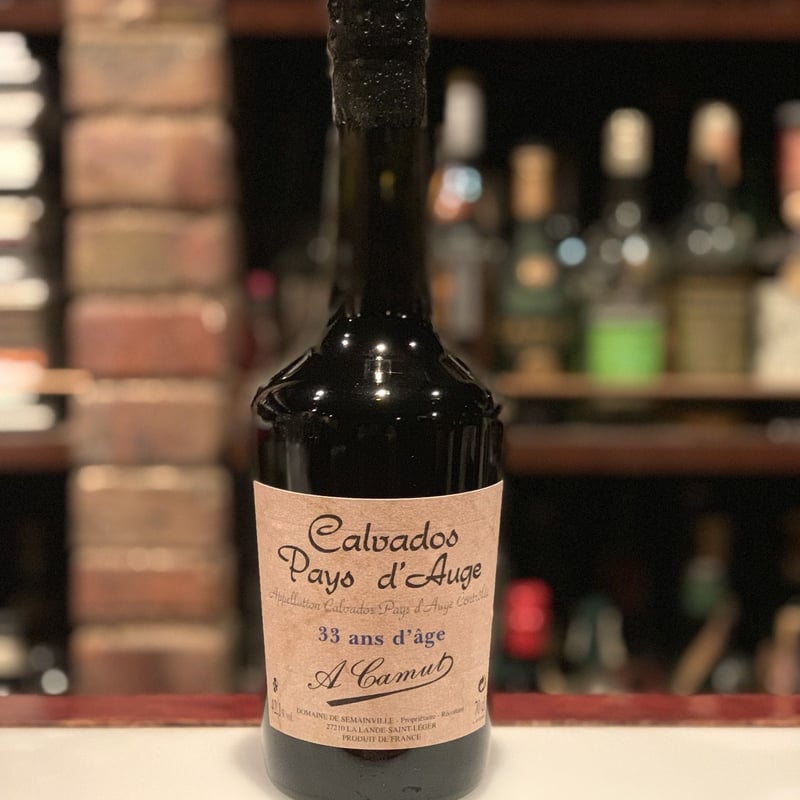 Calvados
Pays d'Auge
Appellation Calvados Pays d'Auge Contrôlée
33 ans d'âge
A Camut
DOMAINE DE SEMAINVILLE - Propriétaire - Récoltant
27210 LA LANDE SAINT-LÉGER
PRODUIT DE FRANCE